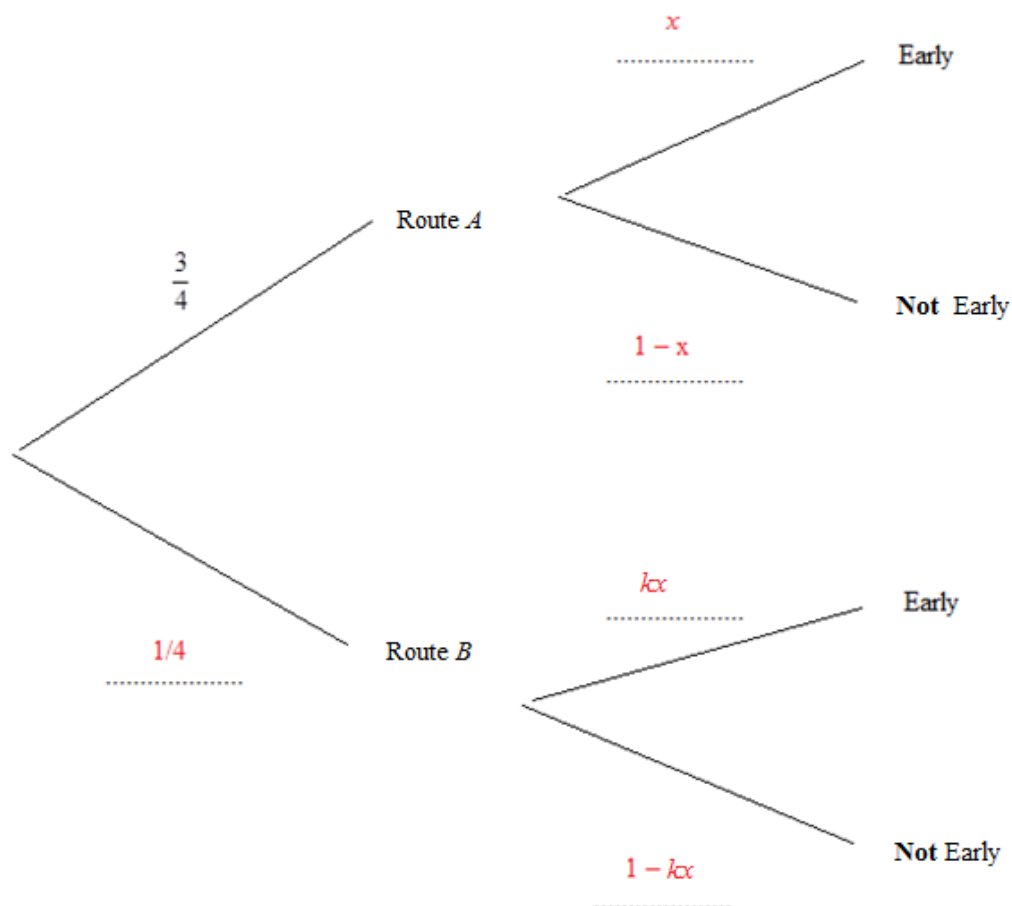 x
Early
Route A
3
4
Not Early
1 – x
kx
Early
1/4
Route B
Not Early
1 – kx